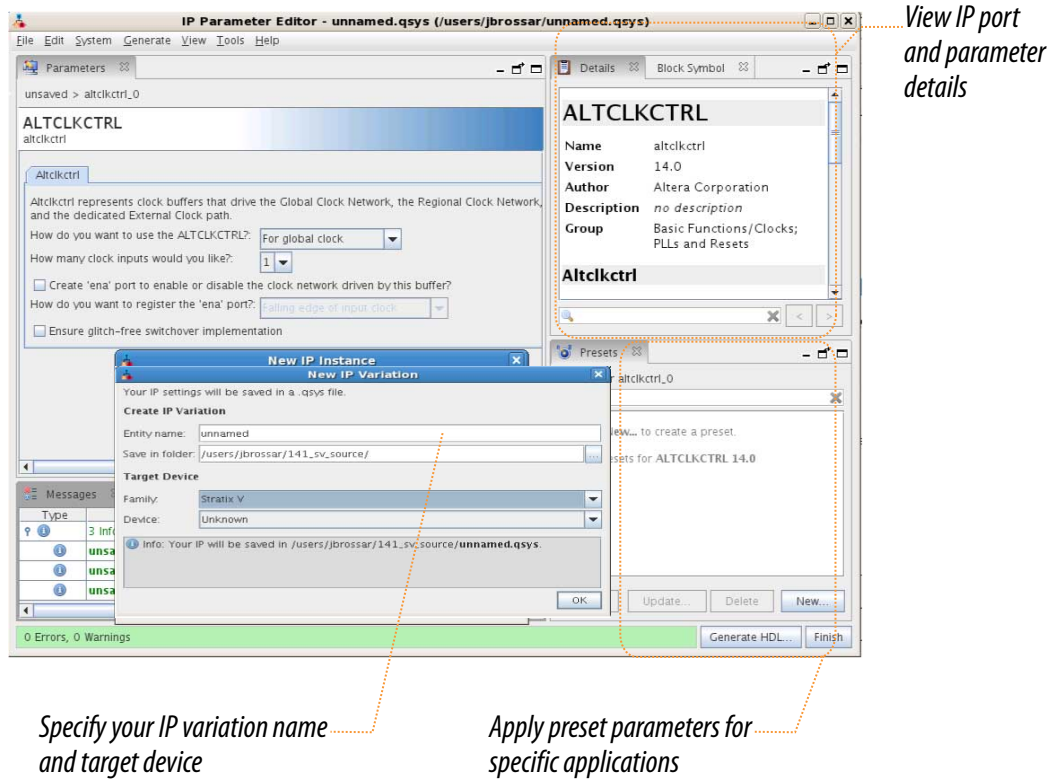 IP Parameter Editor - unnamed.qsys (/users/jbrossar/unnamed.qsys)
File Edit System Generate View Tools Help
Parameters
unsaved > altclkctrl_0
ALTCLKCTRL
altclkctrl
Altclkctrl
Altclkctrl represents clock buffers that drive the Global Clock Network, the Regional Clock Network,
and the dedicated External Clock path.
How do you want to use the ALTCLKCTRL?: For global clock
How many clock inputs would you like?: 1
Create 'ena' port to enable or disable the clock network driven by this buffer?
How do you want to register the 'ena' port?: Falling edge of input clock
Ensure glitch-free switchover implementation
Details Block Symbol
ALTCLKCTRL
Name altclkctrl
Version 14.0
Author Altera Corporation
Description no description
Group Basic Functions/Clocks;
PLLs and Resets
Altclkctrl
< >
Presets
altclkctrl_0
to create a preset.
for ALTCLKCTRL 14.0
Update... Delete New...
New IP Instance
New IP Variation
Your IP settings will be saved in a .qsys file.
Create IP Variation
Entity name: unnamed
Save in folder: /users/jbrossar/141_sv_source/ ...
Target Device
Family: Stratix V
Device: Unknown
Info: Your IP will be saved in /users/jbrossar/141_sv_source/unnamed.qsys.
OK
Messages
Type
3 Inf
unsa
unsa
unsa
0 Errors, 0 Warnings
Generate HDL... Finish
View IP port
and parameter
details
Specify your IP variation name
and target device
Apply preset parameters for
specific applications